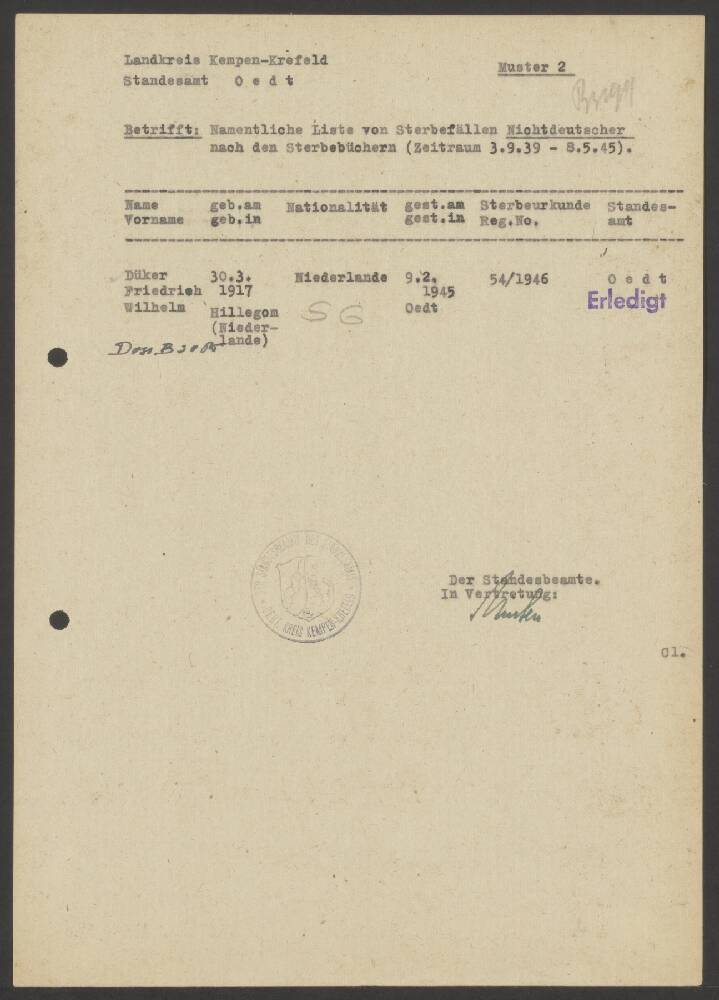 Landkreis Kempen-Krefeld
Muster 2
Standesamt Oedt
Betrifft: Namentliche Liste von Sterbefällen Nichtdeutscher
nach den Sterbebüchern (Zeitraum 3.9.39 - 8.5.45).
Name geb.am Nationalität gest.am Sterbeurkunde Standes-
Vorname geb.in gest.in Reg.No. amt
Düker 30.3. Niederlande 9.2. 54/1946 Oedt
Friedrich 1917 1945
Erledigt
Wilhelm Hillegom Oedt
SG
(Nieder-
lande)
Der Standesbeamte.
In Vertretung:
KREIS KEMPEN-KREFELD
Cl.